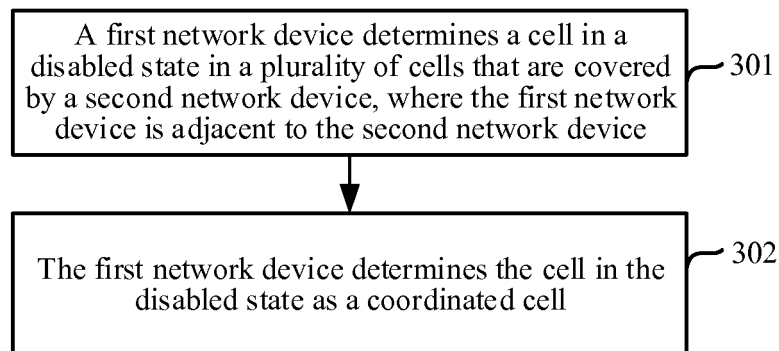 A first network device determines a cell in a
disabled state in a plurality of cells that are covered
by a second network device, where the first network
device is adjacent to the second network device
301
The first network device determines the cell in the
disabled state as a coordinated cell
302